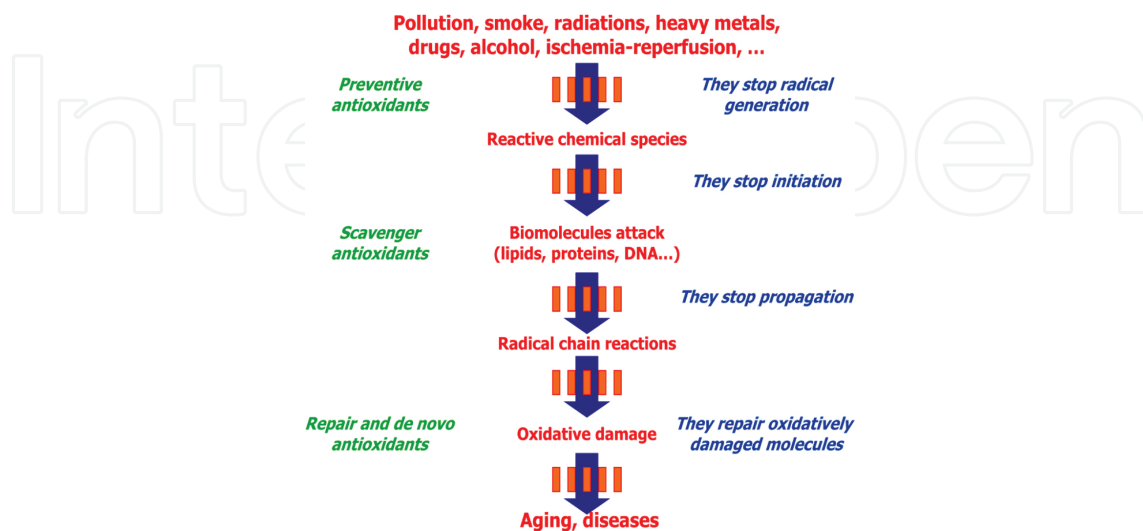 Pollution, smoke, radiations, heavy metals,
drugs, alcohol, ischemia-reperfusion, ...
Preventive
antioxidants
They stop radical
generation
Reactive chemical species
They stop initiation
Scavenger
antioxidants
Biomolecules attack
(lipids, proteins, DNA...)
They stop propagation
Radical chain reactions
Repair and de novo
antioxidants
Oxidative damage
They repair oxidatively
damaged molecules
Aging, diseases